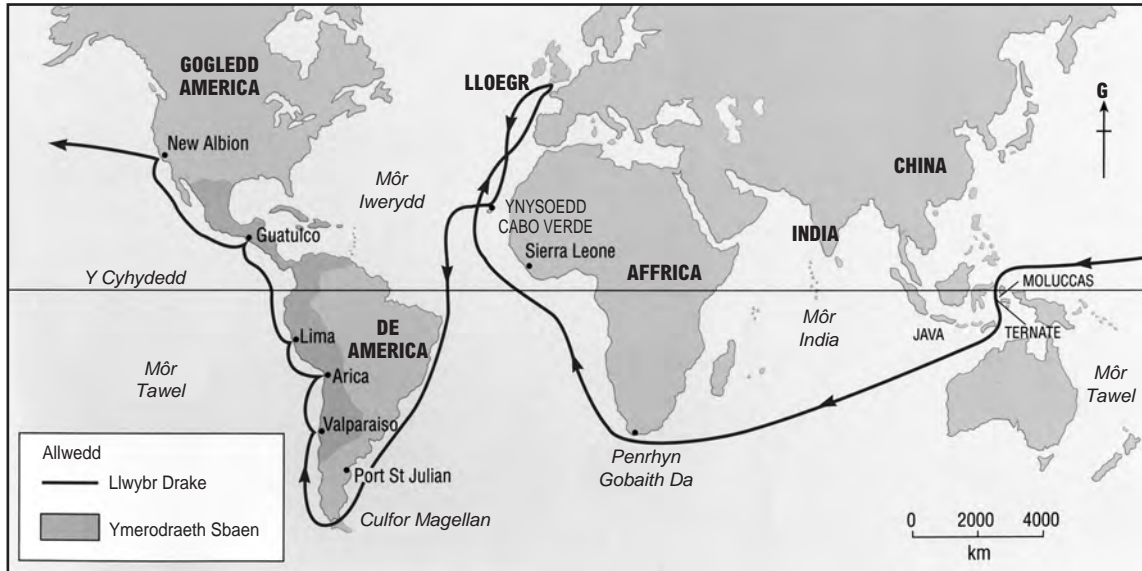 GOGLEDD
AMERICA
New Albion
Guatulco
Y Cyhydedd
Lima
DE
AMERICA
Arica
Môr
Tawel
Valparaiso
Port St Julian
Culfor Magellan
LLOEGR
Môr
Iwerydd
YNYSOEDD
CABO VERDE
Sierra Leone
AFFRICA
Penrhyn
Gobaith Da
INDIA
CHINA
G
Môr
India
MOLUCCAS
JAVA
TERNATE
Môr
Tawel
Allwedd
Llwybr Drake
Ymerodraeth Sbaen
0 2000 4000
km